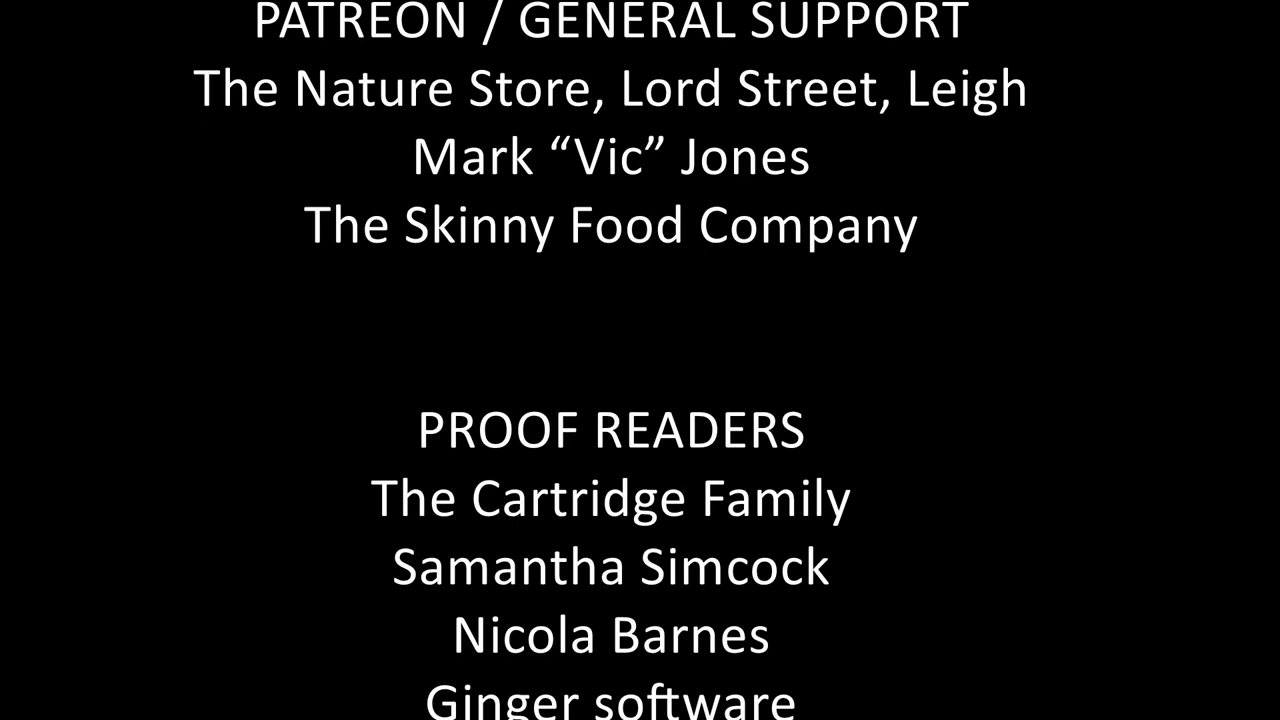 PATREON / GENERAL SUPPORT
The Nature Store, Lord Street, Leigh
Mark “Vic” Jones
The Skinny Food Company
PROOF READERS
The Cartridge Family
Samantha Simcock
Nicola Barnes
Ginger software